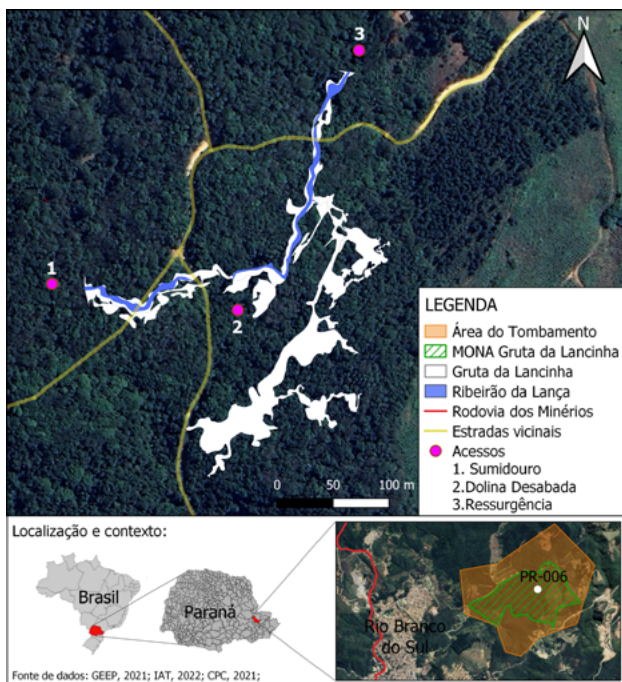 3
N
1
2
LEGENDA
Área do Tombamento
MONA Gruta da Lancinha
Gruta da Lancinha
Ribeirão da Lança
Rodovia dos Minérios
Estradas vicinais
Acessos
1. Sumidouro
2.Dolina Desabada
3.Ressurgência
0 50 100 m
Localização e contexto:
Brasil
Paraná
PR-006
Rio Branco
do Sul
Fonte de dados: GEEP, 2021; IAT, 2022; CPC, 2021;